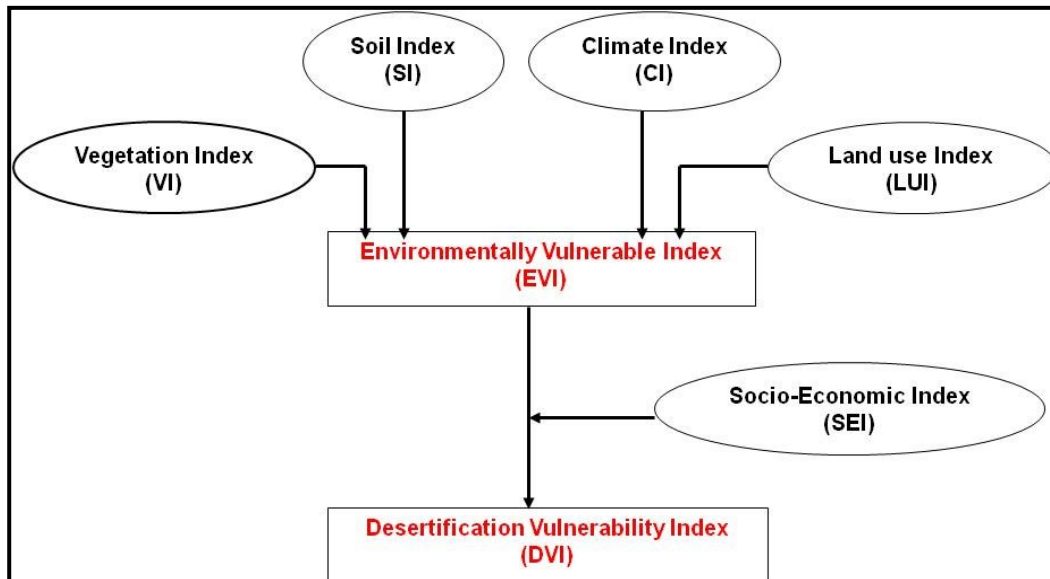 Soil Index
(SI)
Climate Index
(CI)
Vegetation Index
(VI)
Land use Index
(LUI)
Environmentally Vulnerable Index
(EVI)
Socio-Economic Index
(SEI)
Desertification Vulnerability Index
(DVI)